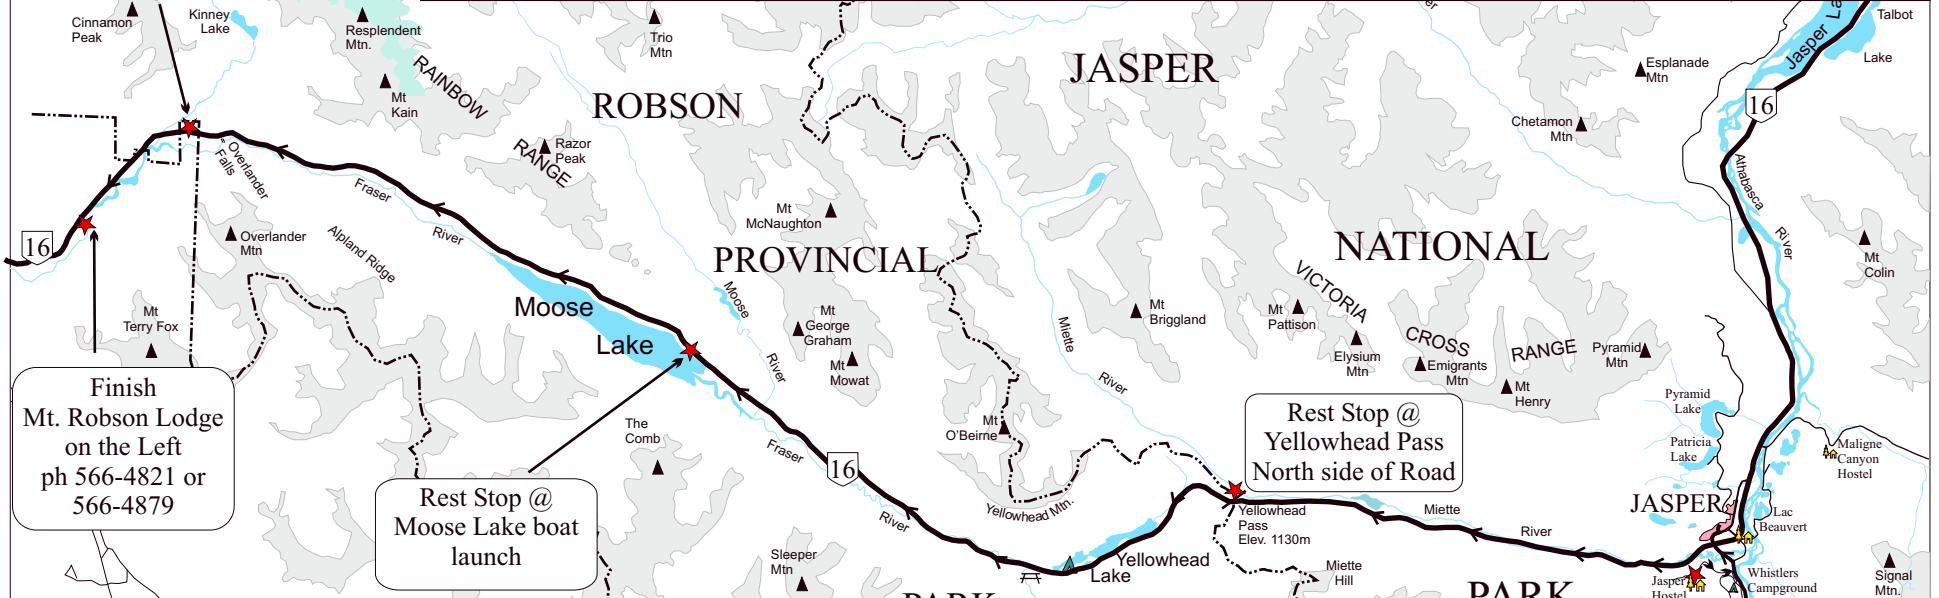 Cinnamon
Peak
Kinney
Lake
Resplendent
Mtn.
Mt
Kain
RAINBOW
RANGE
Razor
Peak
Trio
Mtn
ROBSON
JASPER
Esplanade
Mtn
Chetamon
Mtn
Jasper La
Talbot
Lake
16
Athabasca
River
Mt
Colin
Overlander
Falls
Fraser
River
16
Overlander
Mtn
Alpland Ridge
Mt
Terry Fox
Moose
Lake
Moose
River
Mt
McNaughton
PROVINCIAL
Mt
George
Graham
Mt
Mowat
Mt
O'Beirne
Miette
River
Mt
Briggland
NATIONAL
VICTORIA
CROSS
RANGE
Mt
Pattison
Elysium
Mtn
Emigrants
Mtn
Mt
Henry
Pyramid
Mtn
Pyramid
Lake
Patricia
Lake
Maligne
Canyon
Hostel
JASPER
Lac
Beauvert
Finish
Mt. Robson Lodge
on the Left
ph 566-4821 or
566-4879
Rest Stop @
Moose Lake boat
launch
The
Comb
Fraser
16
River
Sleeper
Mtn
Yellowhead Mtn.
Rest Stop @
Yellowhead Pass
North side of Road
Yellowhead
Pass
Elev. 1130m
Miette
River
Yellowhead
Lake
Miette
Hill
PARK
PARK
Jasper
Hostel
Whistlers
Campground
Signal
Mtn.